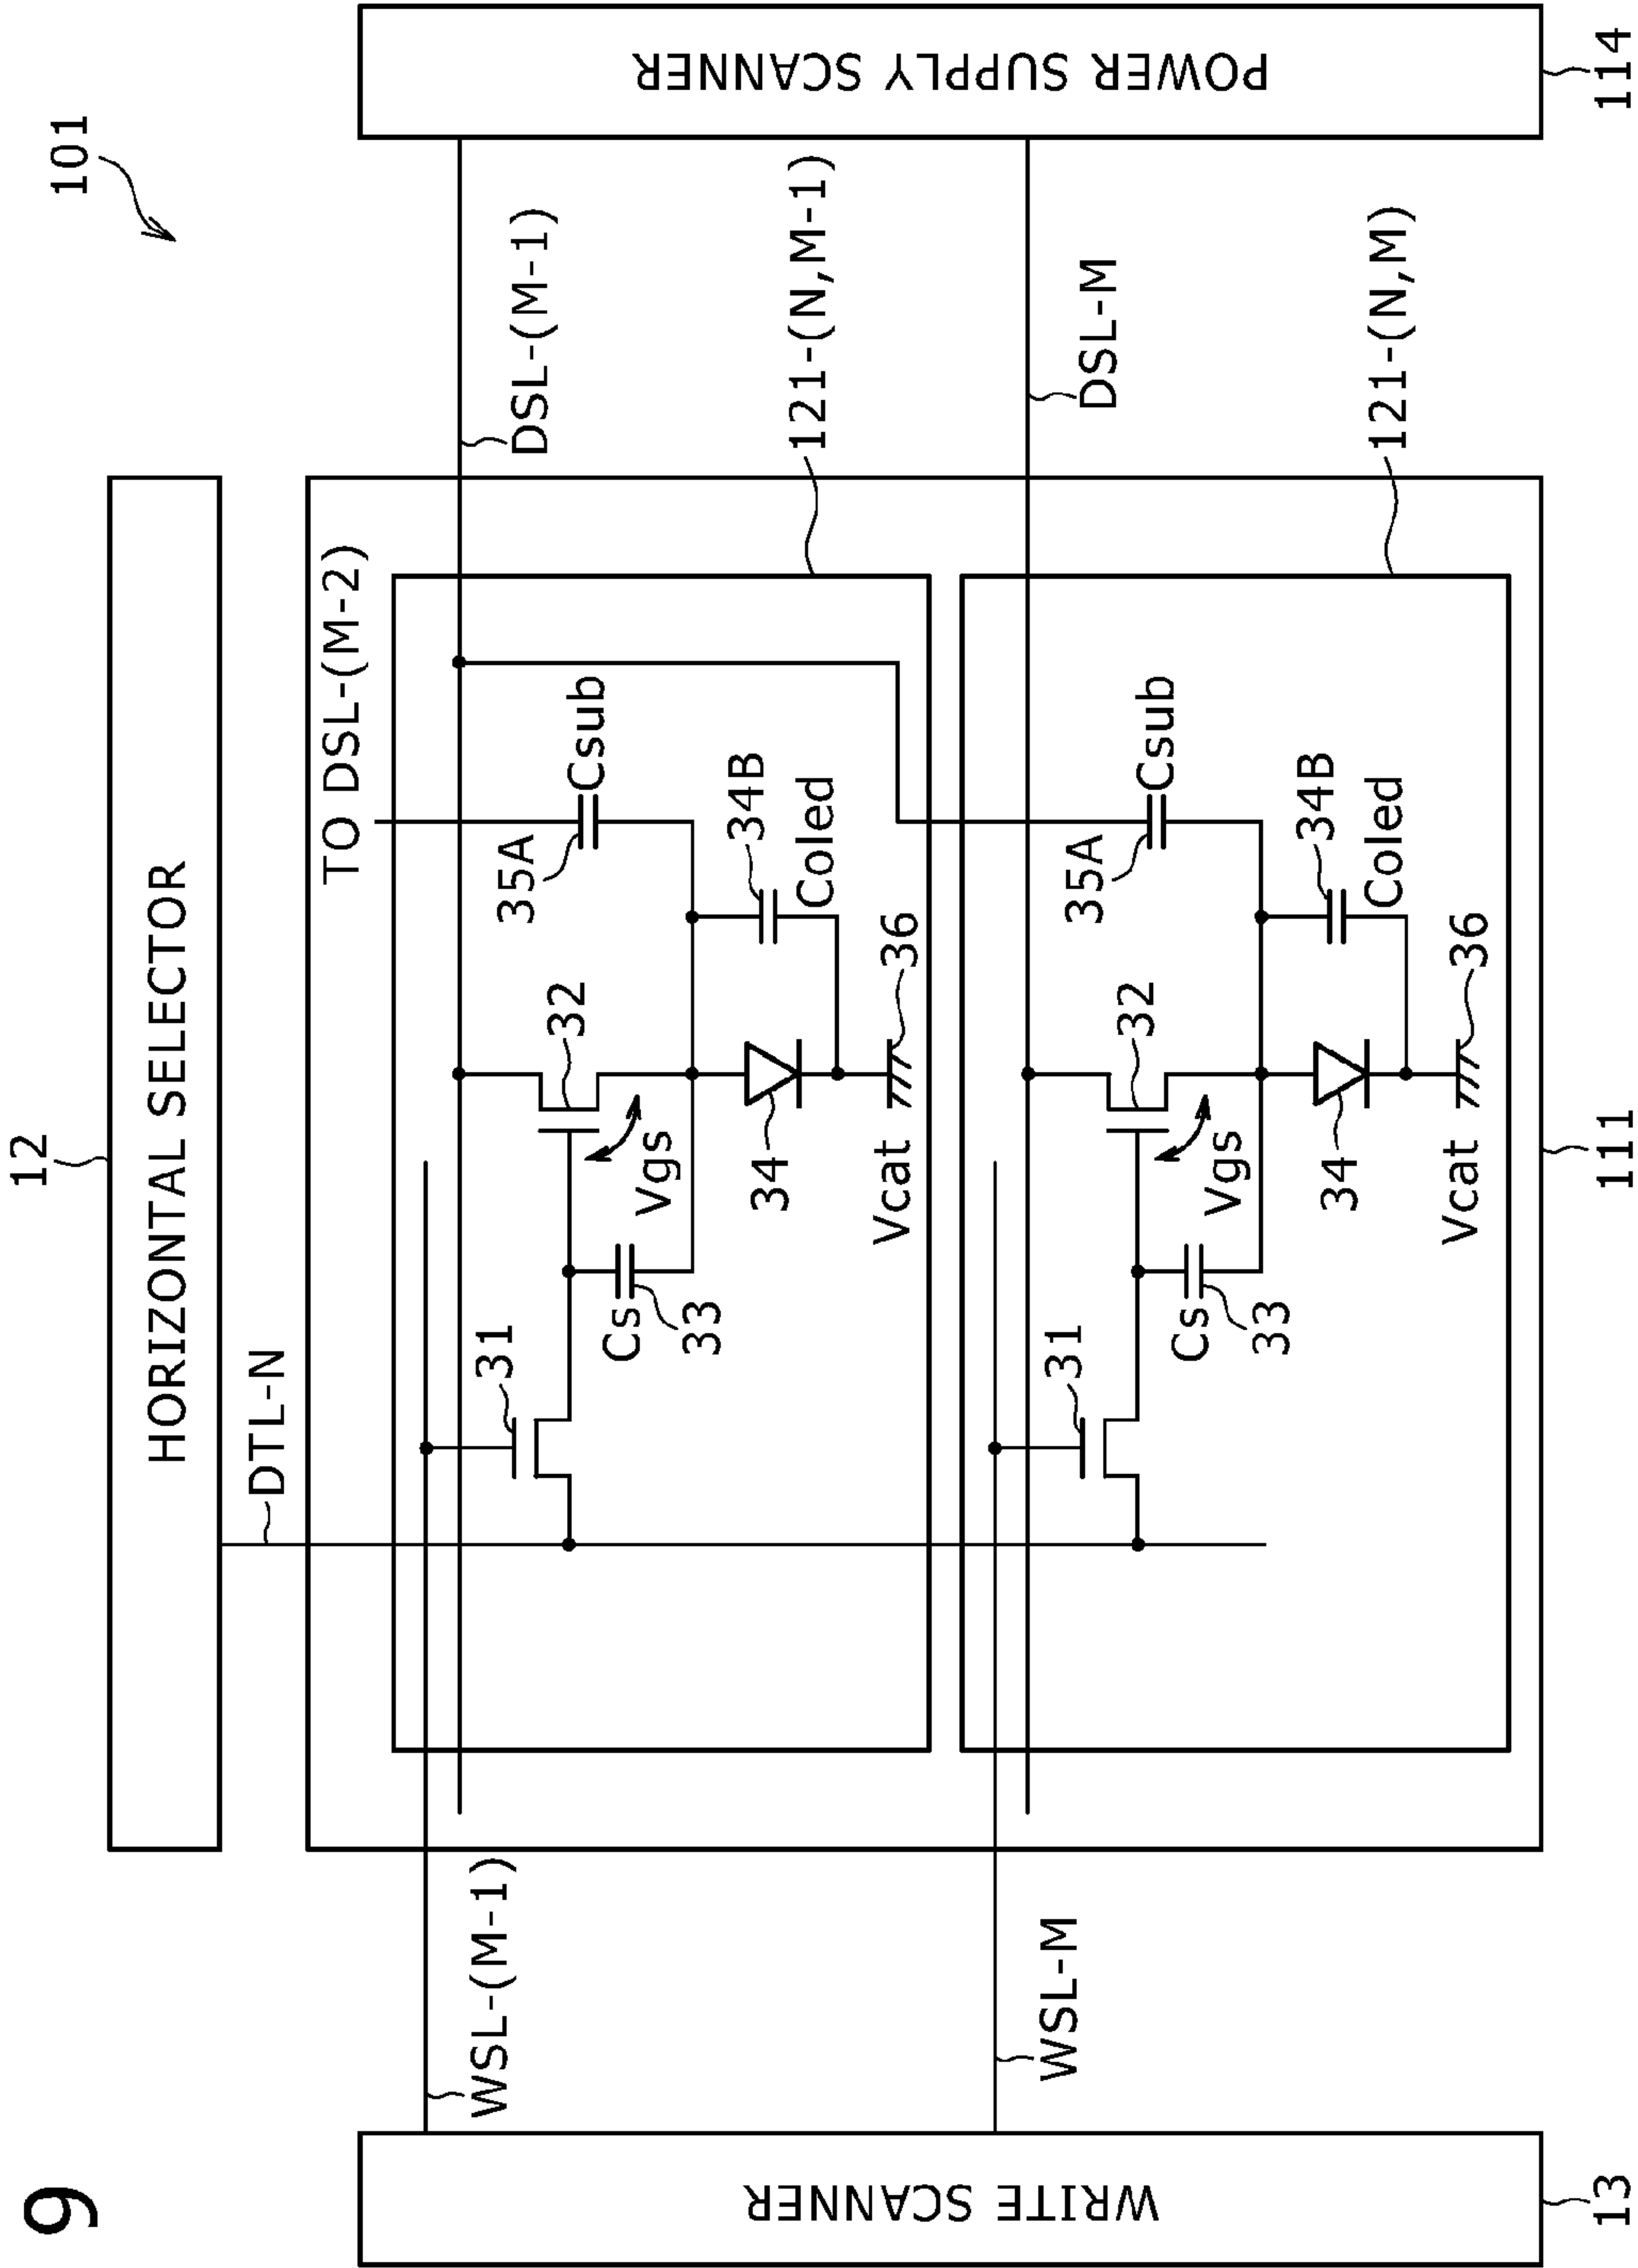 9
101
12
HORIZONTAL SELECTOR
DTL-N
TO DSL-(M-2)
WSL-(M-1)
DSL-(M-1)
31
32
35A
Csub
Cs
33
Vgs
34
34B
Coled
Vcat
36
121-(N,M-1)
WSL-M
DSL-M
31
32
35A
Csub
Cs
33
Vgs
34
34B
Coled
Vcat
36
121-(N,M)
WRITE SCANNER
13
111
POWER SUPPLY SCANNER
114